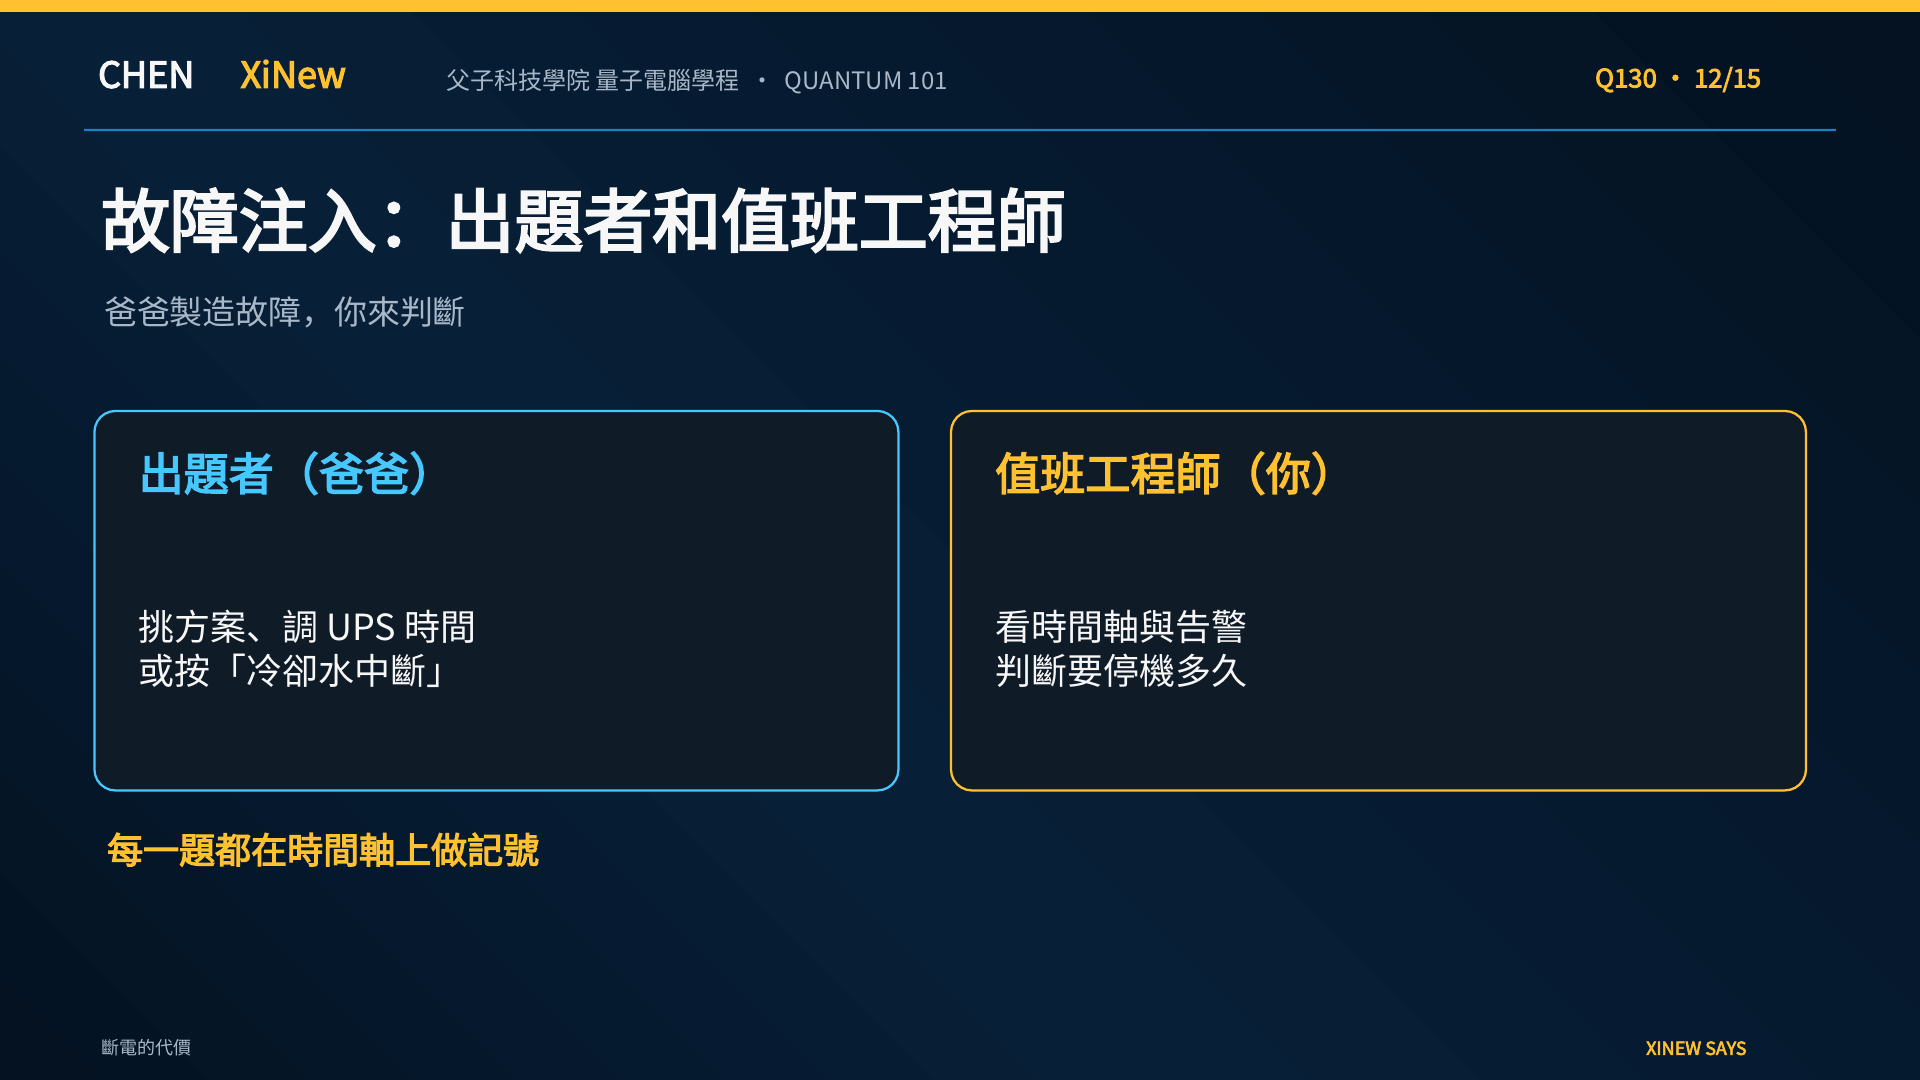 CHEN XiNew 父子科技學院 量子電腦學程 • QUANTUM 101 Q130 • 12/15
故障注入：出題者和值班工程師
爸爸製造故障，你來判斷
出題者（爸爸）
挑方案、調 UPS 時間
或按「冷卻水中斷」
值班工程師（你）
看時間軸與告警
判斷要停機多久
每一題都在時間軸上做記號
斷電的代價 XINEW SAYS